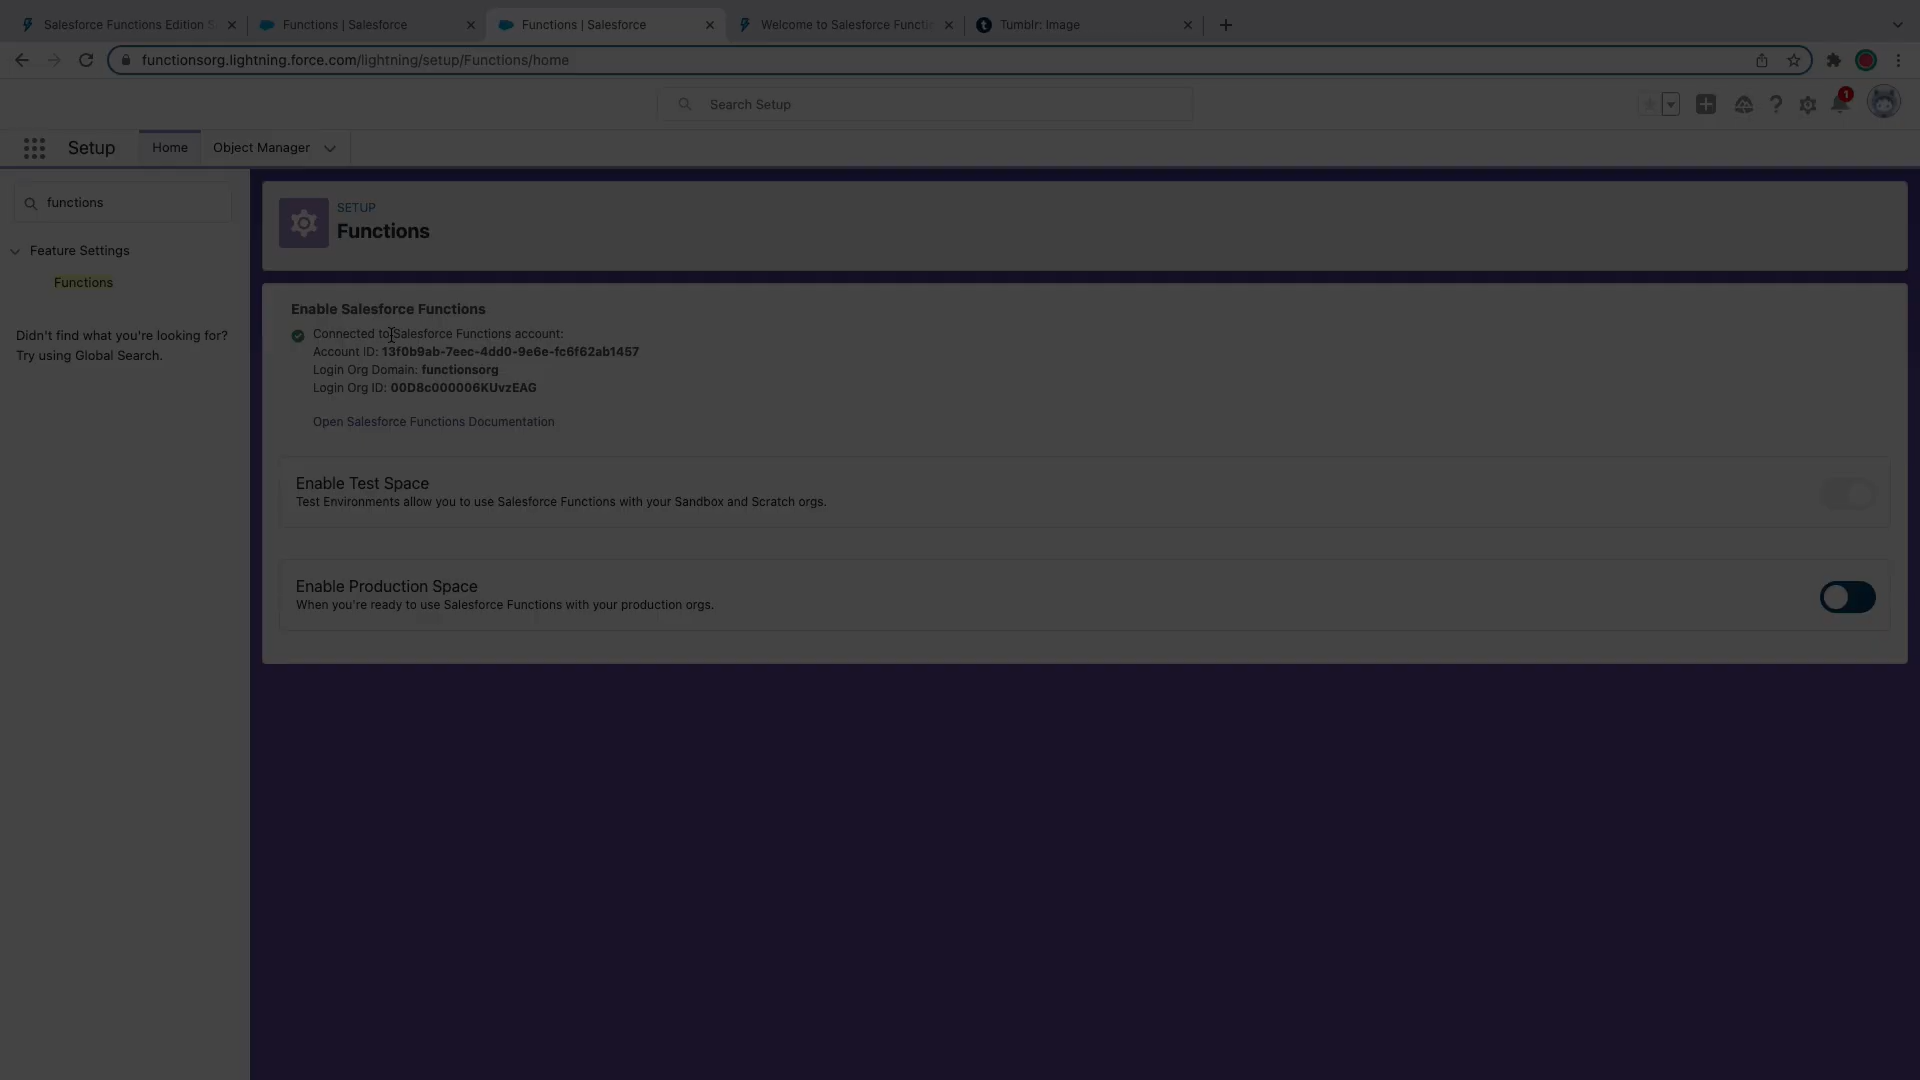 Salesforce Functions Edition S
Functions | Salesforce
Functions | Salesforce
Welcome to Salesforce Functi
Tumblr: Image
functionsorg.lightning.force.com/lightning/setup/Functions/home
Search Setup
1
Setup
Home
Object Manager
functions
Feature Settings
Functions
Didn't find what you're looking for?
Try using Global Search.
SETUP
Functions
Enable Salesforce Functions
Connected to Salesforce Functions account:
Account ID: 13f0b9ab-7eec-4dd0-9e6e-fc6f62ab1457
Login Org Domain: functionsorg
Login Org ID: 00D8c000006KUvzEAG
Open Salesforce Functions Documentation
Enable Test Space
Test Environments allow you to use Salesforce Functions with your Sandbox and Scratch orgs.
Enable Production Space
When you're ready to use Salesforce Functions with your production orgs.